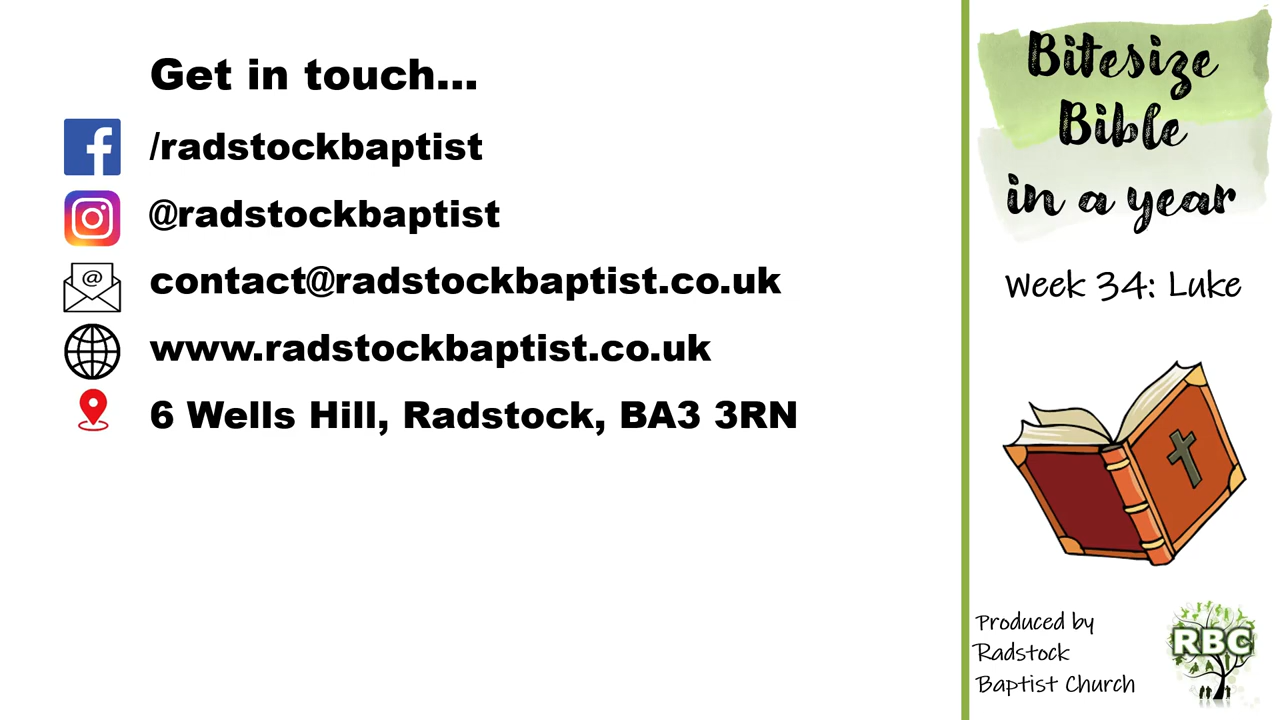 Get in touch...
/radstockbaptist
@radstockbaptist
@
contact@radstockbaptist.co.uk
www.radstockbaptist.co.uk
6 Wells Hill, Radstock, BA3 3RN
Bitesize
Bible
in a year
Week 34: Luke
Produced by
Radstock
Baptist Church
RBC